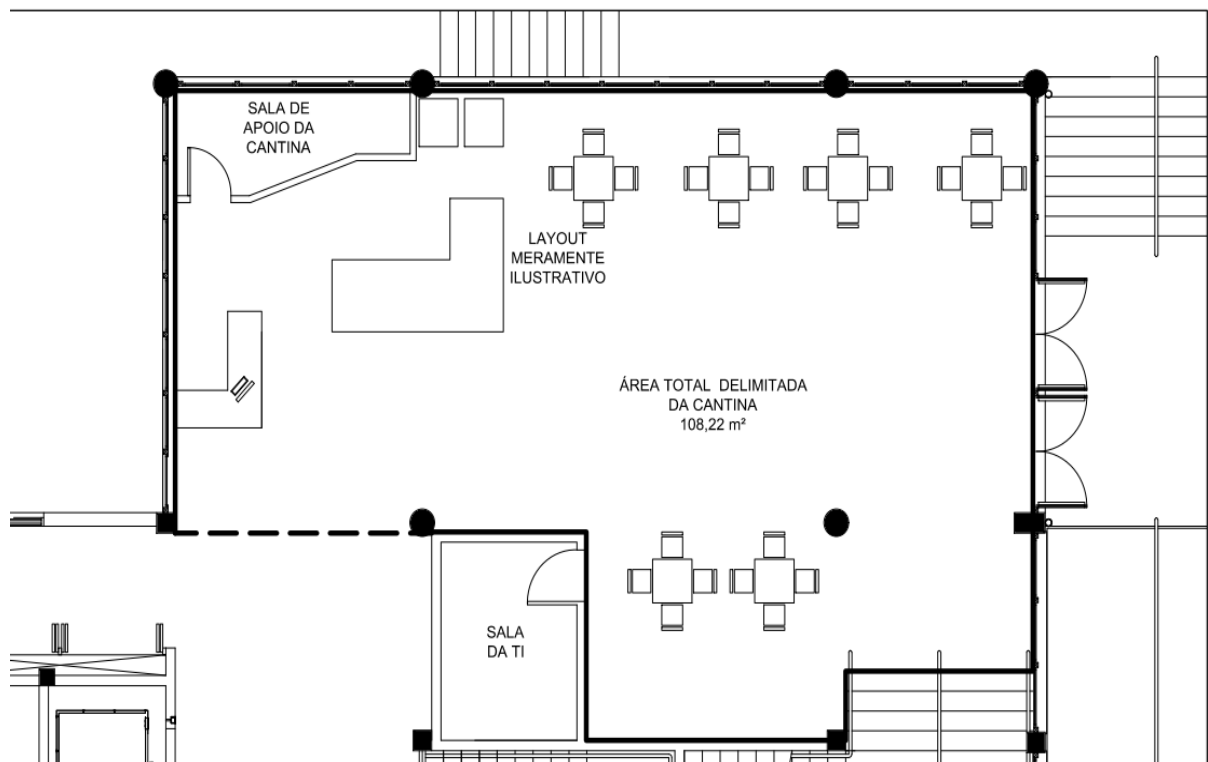 SALA DE
APOIO DA
CANTINA
LAYOUT
MERAMENTE
ILUSTRATIVO
ÁREA TOTAL DELIMITADA
DA CANTINA
108,22 m²
SALA
DA TI